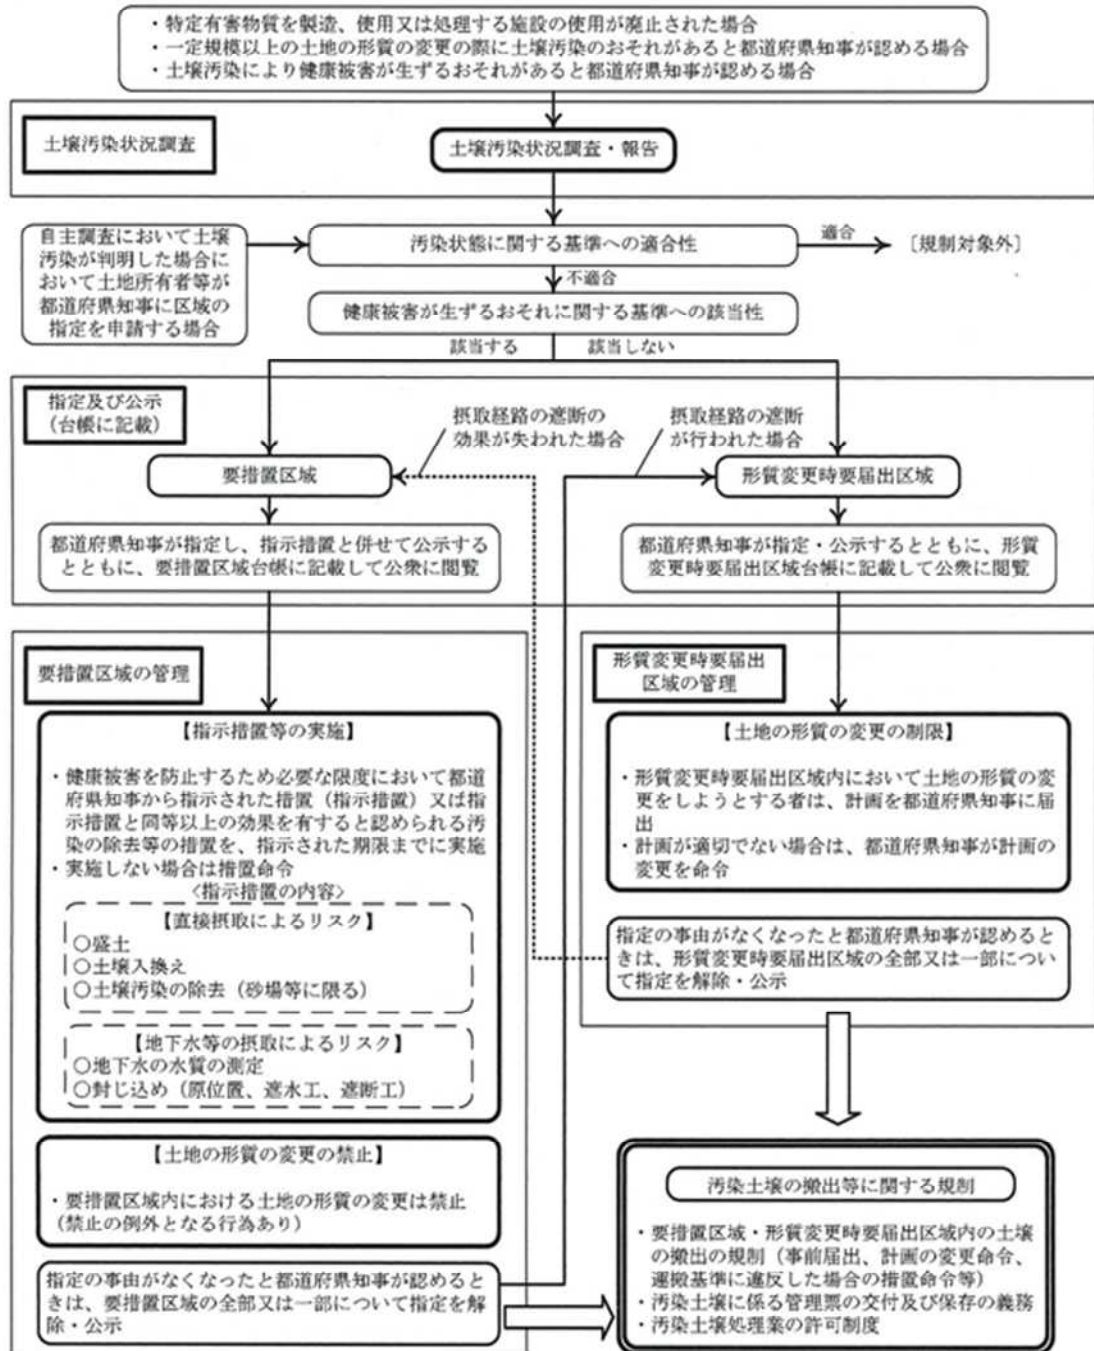 ・特定有害物質を製造、使用又は処理する施設の使用が廃止された場合
・一定規模以上の土地の形質の変更の際に土壌汚染のおそれがあると都道府県知事が認める場合
・土壌汚染により健康被害が生ずるおそれがあると都道府県知事が認める場合
土壌汚染状況調査
土壌汚染状況調査・報告
自主調査において土壌
汚染が判明した場合に
おいて土地所有者等が
都道府県知事に区域の
指定を申請する場合
汚染状態に関する基準への適合性
適合
〔規制対象外〕
不適合
健康被害が生ずるおそれに関する基準への該当性
該当する
該当しない
指定及び公示
(台帳に記載)
摂取経路の遮断の
効果が失われた場合
摂取経路の遮断
が行われた場合
要措置区域
形質変更時要届出区域
都道府県知事が指定し、指示措置と併せて公示する
とともに、要措置区域台帳に記載して公衆に閲覧
都道府県知事が指定・公示するとともに、形質
変更時要届出区域台帳に記載して公衆に閲覧
要措置区域の管理
【指示措置等の実施】
・健康被害を防止するため必要な限度において都道
府県知事から指示された措置(指示措置)又は指
示措置と同等以上の効果を有すると認められる汚
染の除去等の措置を、指示された期限までに実施
・実施しない場合は措置命令
<指示措置の内容>
【直接摂取によるリスク】
○盛土
○土壌入換え
○土壌汚染の除去(砂場等に限る)
【地下水等の摂取によるリスク】
○地下水の水質の測定
○封じ込め(原位置、遮水工、遮断工)
【土地の形質の変更の禁止】
・要措置区域内における土地の形質の変更は禁止
(禁止の例外となる行為あり)
指定の事由がなくなったと都道府県知事が認めると
きは、要措置区域の全部又は一部について指定を解
除・公示
形質変更時要届出
区域の管理
【土地の形質の変更の制限】
・形質変更時要届出区域内において土地の形質の変
更をしようとする者は、計画を都道府県知事に届
出
・計画が適切でない場合は、都道府県知事が計画の
変更を命令
指定の事由がなくなったと都道府県知事が認めるとき
は、形質変更時要届出区域の全部又は一部につい
て指定を解除・公示
汚染土壌の搬出等に関する規制
・要措置区域・形質変更時要届出区域内の土壌
の搬出の規制(事前届出、計画の変更命令、
運搬基準に違反した場合の措置命令等)
・汚染土壌に係る管理票の交付及び保存の義務
・汚染土壌処理業の許可制度